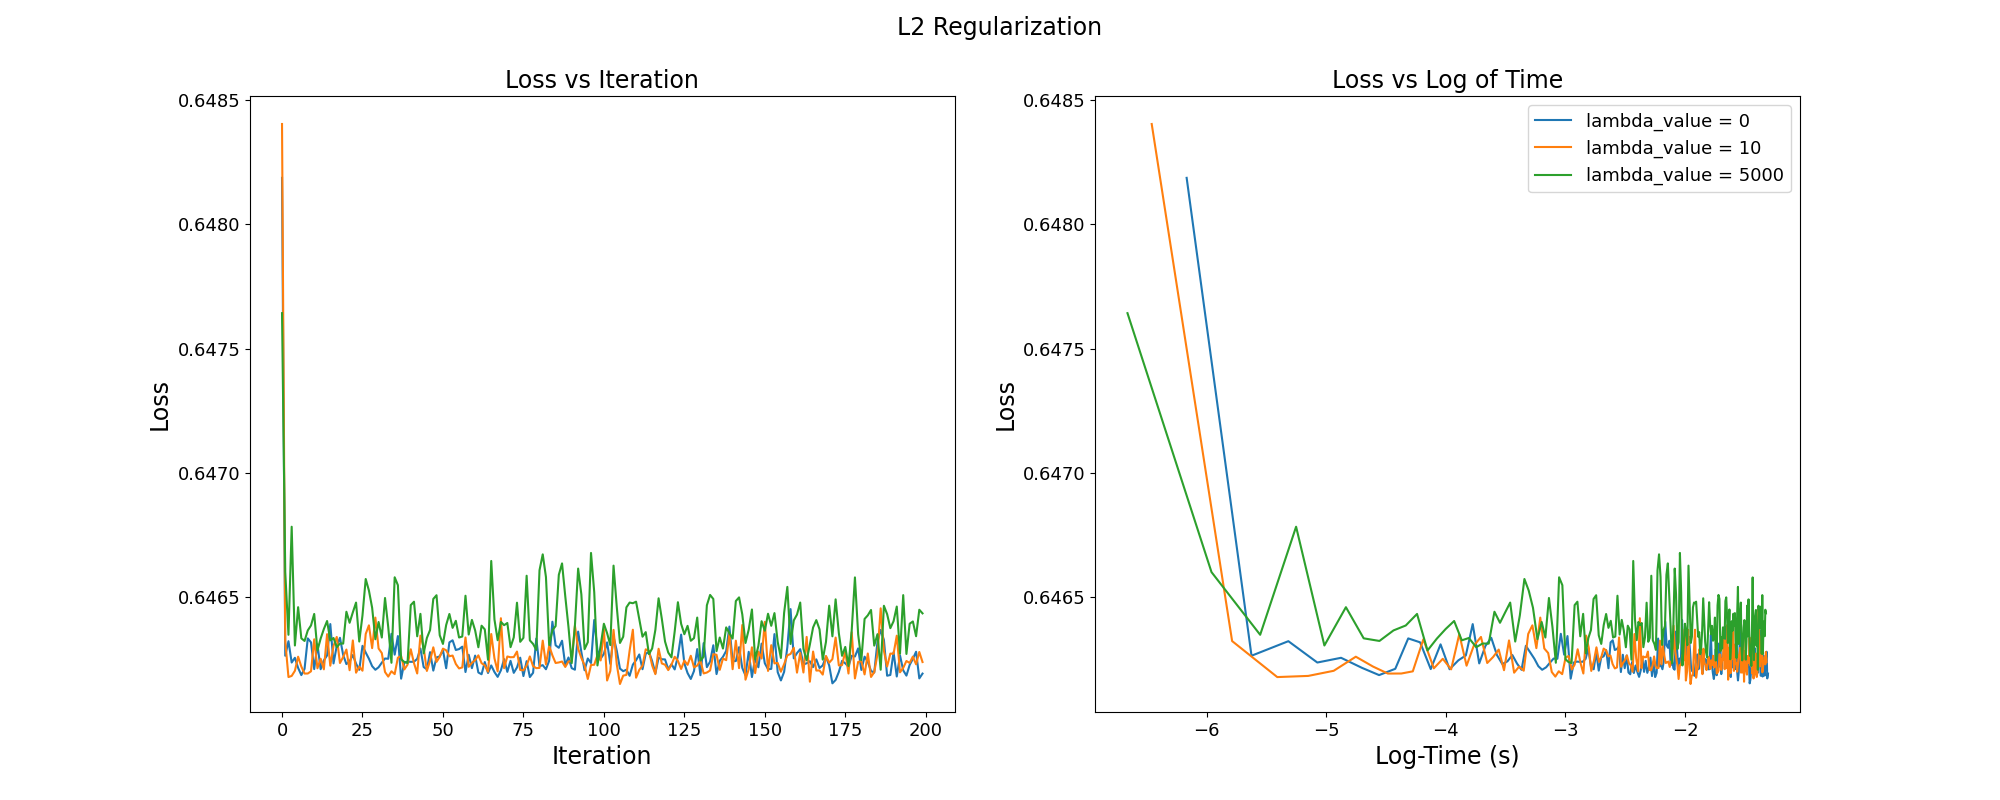 L2 Regularization
Loss vs Iteration
0.6485
0.6480
0.6475
0.6470
0.6465
Loss
0
25
50
75
100
125
150
175
200
Iteration
Loss vs Log of Time
0.6485
0.6480
0.6475
0.6470
0.6465
Loss
lambda_value = 0
lambda_value = 10
lambda_value = 5000
−6
−5
−4
−3
−2
Log-Time (s)